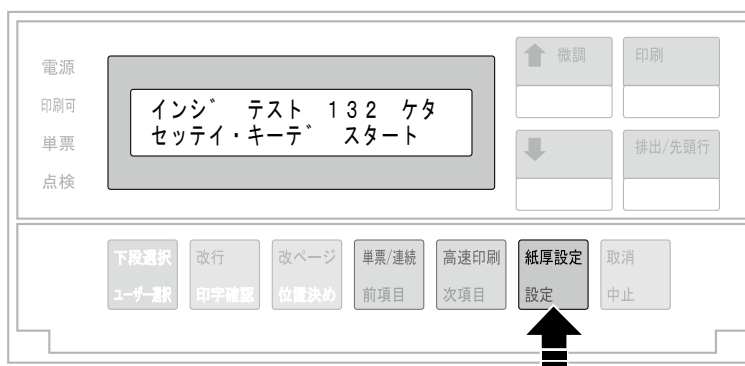 電源
印刷可
単票
点検
インジ゛ テスト 132 ケタ
セッテイ・キーデ゛ スタート
微調
印刷
排出/先頭行
下段選択
改行
改ページ
単票/連続
高速印刷
紙厚設定
取消
ユーザー選択
印字確認
位置決め
前項目
次項目
設定
中止